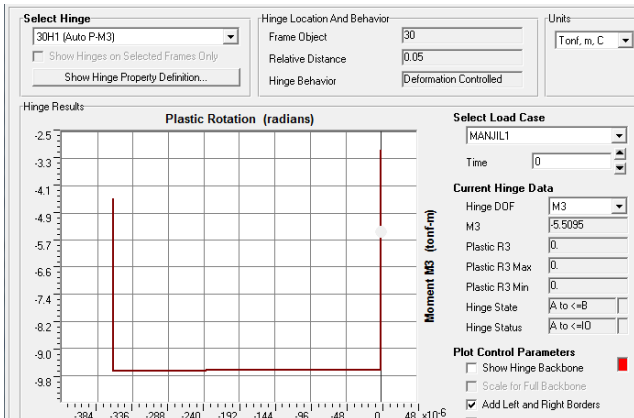 Select Hinge
30H1 (Auto P-M3)
Show Hinges on Selected Frames Only
Show Hinge Property Definition...
Hinge Location And Behavior
Frame Object 30
Relative Distance 0.05
Hinge Behavior Deformation Controlled
Units
Tonf, m, C
Hinge Results
Plastic Rotation (radians)
-2.5
-3.3
-4.1
-4.9
-5.7
-6.6
-7.4
-8.2
-9.0
-9.8
-384 -336 -288 -240 -192 -144 -96 -48 0 48 x10-6
Moment M3 (tonf-m)
Select Load Case
MANJIL1
Time 0
Current Hinge Data
Hinge DOF M3
M3 -5.5095
Plastic R3 0.
Plastic R3 Max 0.
Plastic R3 Min 0.
Hinge State A to <=B
Hinge Status A to <=IO
Plot Control Parameters
Show Hinge Backbone
Scale for Full Backbone
Add Left and Right Borders